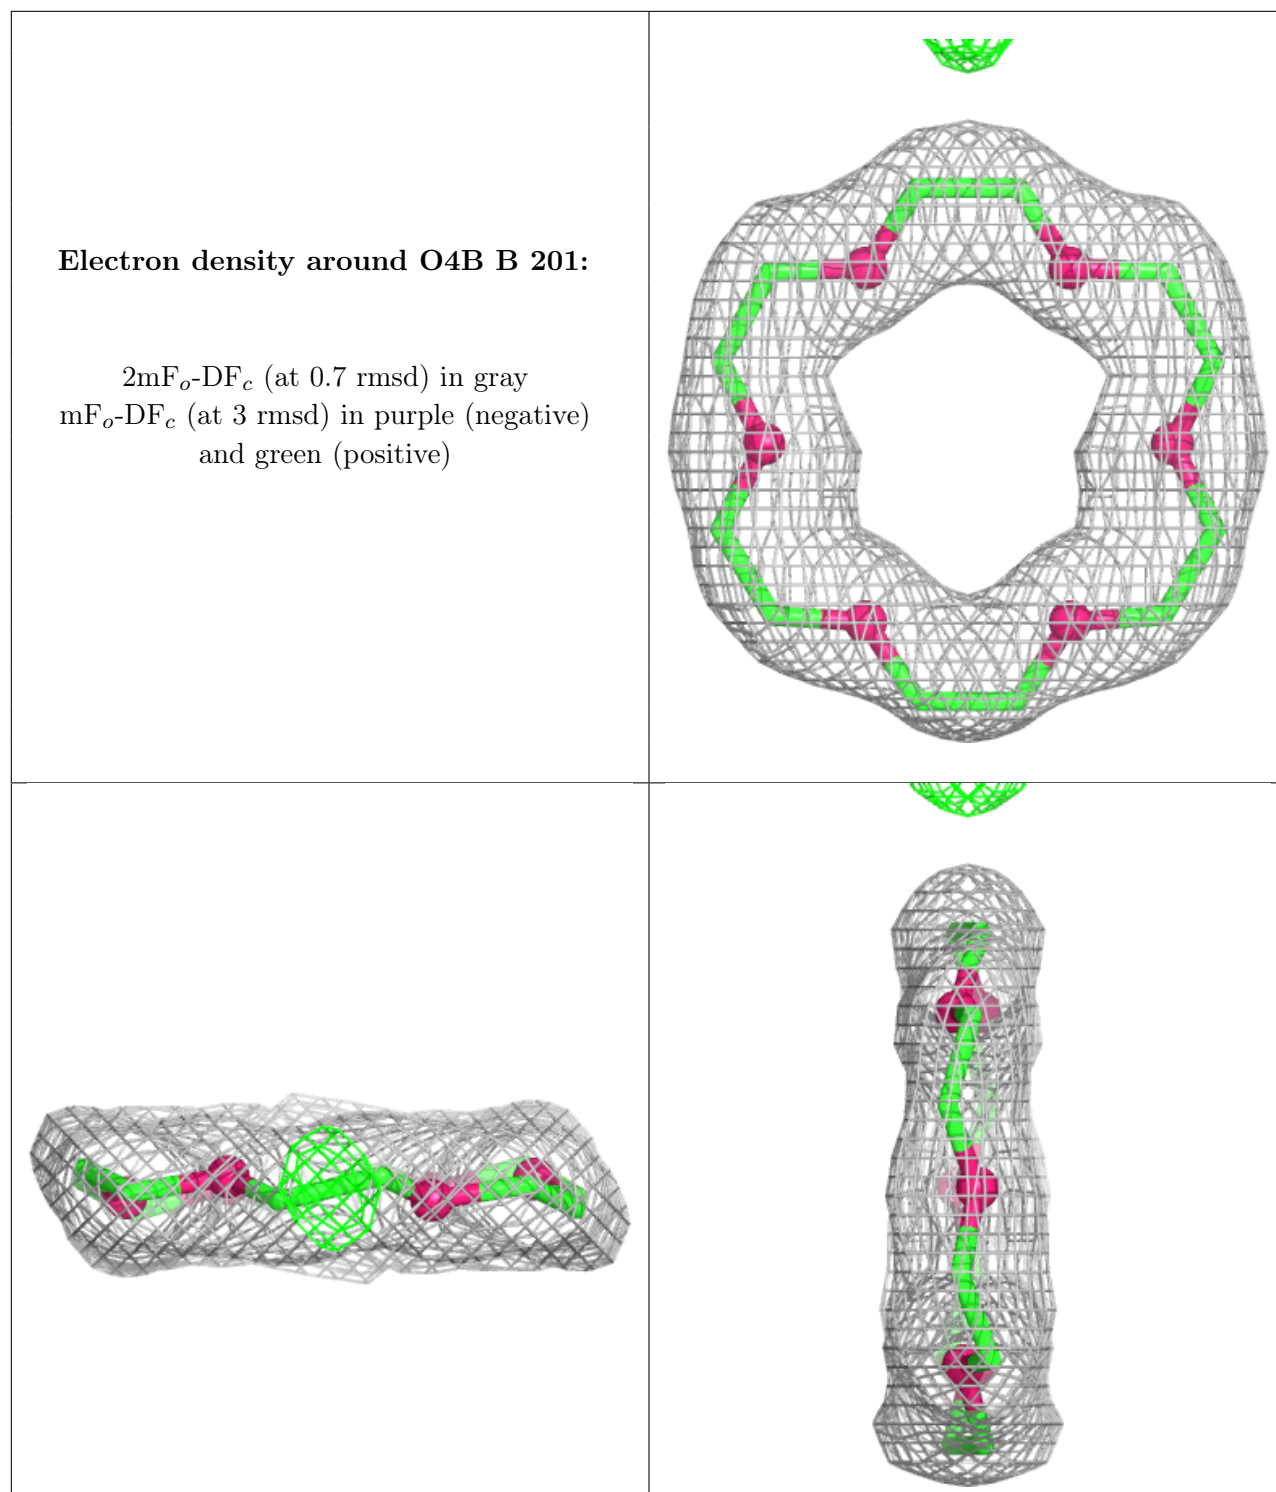 Electron density around O4B B 201:
2mFo-DFc (at 0.7 rmsd) in gray
mFo-DFc (at 3 rmsd) in purple (negative)
and green (positive)